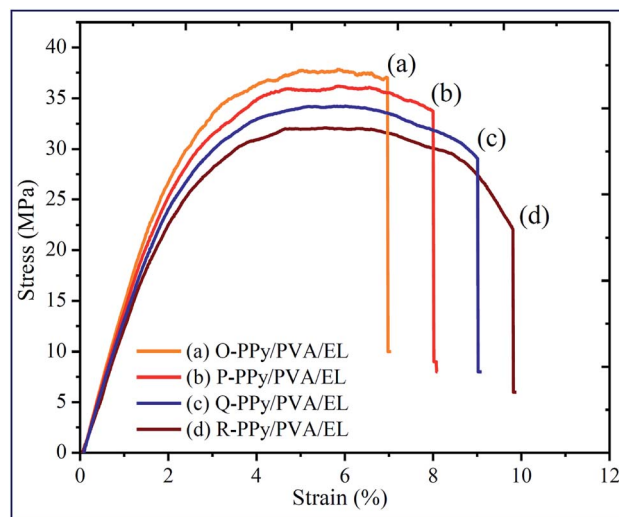 40
35
30
25
20
15
10
5
0
Stress (MPa)
(a)
(b)
(c)
(d)
(a) O-PPy/PVA/EL
(b) P-PPy/PVA/EL
(c) Q-PPy/PVA/EL
(d) R-PPy/PVA/EL
0 2 4 6 8 10 12
Strain (%)